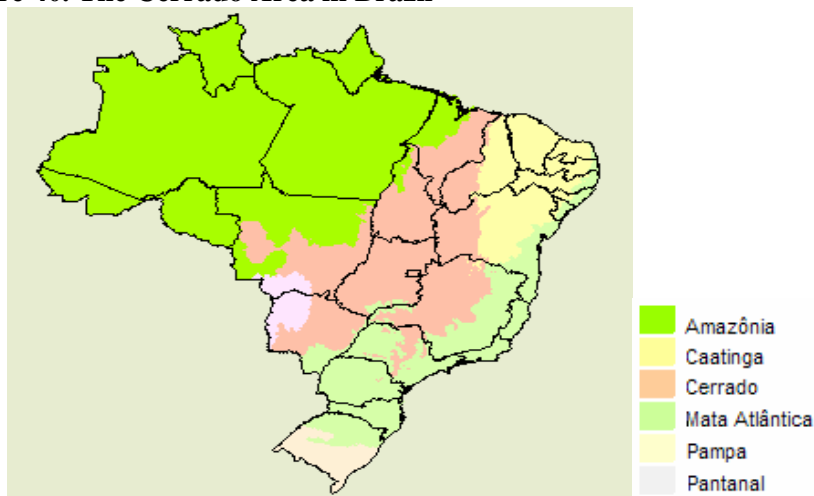 The Cerrado Area in Brazil
Amazônia
Caatinga
Cerrado
Mata Atlântica
Pampa
Pantanal